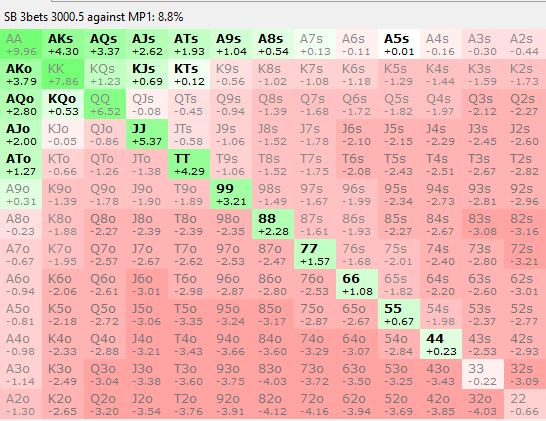 SB 3bets 3000.5 against MP1: 8.8%
AA AKs AQs AJs ATs A9s A8s A7s A6s A5s A4s A3s A2s
+9.96 +4.30 +3.37 +2.62 +1.93 +1.04 +0.54 +0.13 -0.11 +0.01 -0.16 -0.30 -0.44
AKo KK KQs KJs KTs K9s K8s K7s K6s K5s K4s K3s K2s
+3.79 +7.86 +1.23 +0.69 +0.12 -0.56 -1.02 -1.08 -1.18 -1.29 -1.44 -1.59 -1.73
AQo KQo QQ QJs QTs Q9s Q8s Q7s Q6s Q5s Q4s Q3s Q2s
+2.80 +0.53 +6.52 -0.08 -0.45 -0.94 -1.39 -1.68 -1.72 -1.82 -1.97 -2.12 -2.27
AJo KJo QJo JJ JTs J9s J8s J7s J6s J5s J4s J3s J2s
+2.00 -0.05 -0.86 +5.37 -0.58 -1.06 -1.52 -1.78 -2.10 -2.15 -2.29 -2.45 -2.60
ATo KTo QTo JTo TT T9s T8s T7s T6s T5s T4s T3s T2s
+1.27 -0.66 -1.26 -1.38 +4.29 -1.06 -1.52 -1.75 -2.08 -2.43 -2.51 -2.67 -2.82
A9o K9o Q9o J9o T9o 99 98s 97s 96s 95s 94s 93s 92s
+0.31 -1.39 -1.78 -1.90 -1.89 +3.21 -1.49 -1.67 -1.99 -2.34 -2.73 -2.81 -2.96
A8o K8o Q8o J8o T8o 98o 88 87s 86s 85s 84s 83s 82s
-0.23 -1.88 -2.27 -2.39 -2.39 -2.35 +2.28 -1.61 -1.93 -2.27 -2.67 -3.08 -3.16
A7o K7o Q7o J7o T7o 97o 87o 77 76s 75s 74s 73s 72s
-0.67 -1.95 -2.57 -2.67 -2.62 -2.53 -2.47 +1.57 -1.68 -2.01 -2.40 -2.80 -3.21
A6o K6o Q6o J6o T6o 96o 86o 76o 66 65s 64s 63s 62s
-0.94 -2.06 -2.61 -3.01 -2.98 -2.87 -2.80 -2.53 +1.08 -1.82 -2.20 -2.60 -3.01
A5o K5o Q5o J5o T5o 95o 85o 75o 65o 55 54s 53s 52s
-0.81 -2.18 -2.72 -3.06 -3.35 -3.24 -3.17 -2.87 -2.67 +0.67 -1.98 -2.37 -2.77
A4o K4o Q4o J4o T4o 94o 84o 74o 64o 54o 44 43s 42s
-0.98 -2.33 -2.88 -3.21 -3.43 -3.66 -3.60 -3.29 -3.07 -2.84 +0.23 -2.53 -2.93
A3o K3o Q3o J3o T3o 93o 83o 73o 63o 53o 43o 33 32s
-1.14 -2.49 -3.04 -3.38 -3.60 -3.75 -4.03 -3.72 -3.50 -3.25 -3.43 -0.22 -3.09
A2o K2o Q2o J2o T2o 92o 82o 72o 62o 52o 42o 32o 22
-1.30 -2.65 -3.20 -3.54 -3.76 -3.91 -4.12 -4.16 -3.94 -3.69 -3.85 -4.03 -0.66